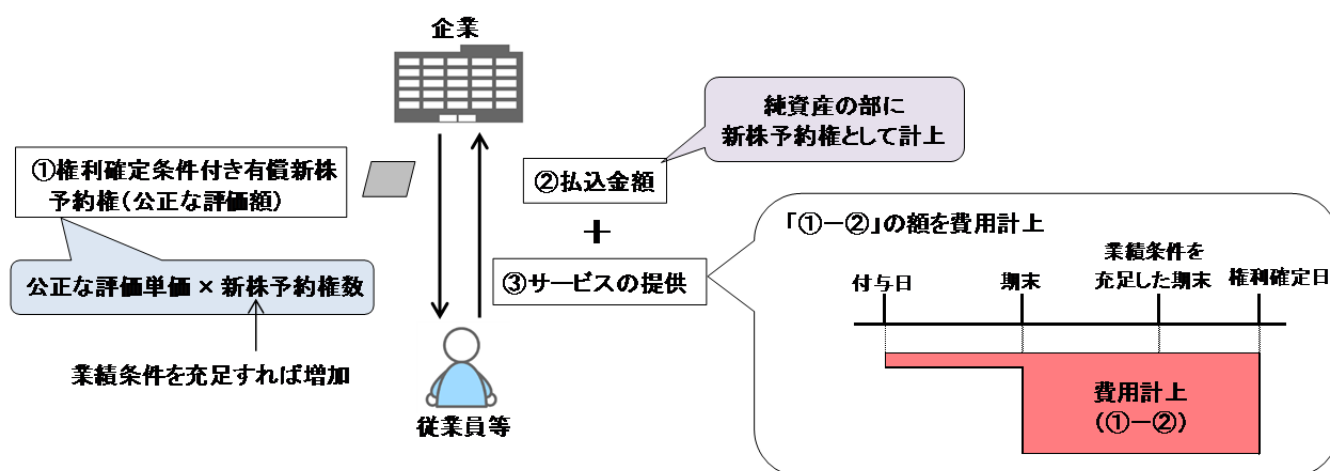 企業
純資産の部に
新株予約権として計上
①権利確定条件付き有償新株
予約権(公正な評価額)
②払込金額
+
③サービスの提供
公正な評価単価 × 新株予約権数
業績条件を充足すれば増加
従業員等
「①-②」の額を費用計上
付与日
期末
業績条件を
充足した期末
権利確定日
費用計上
(①-②)